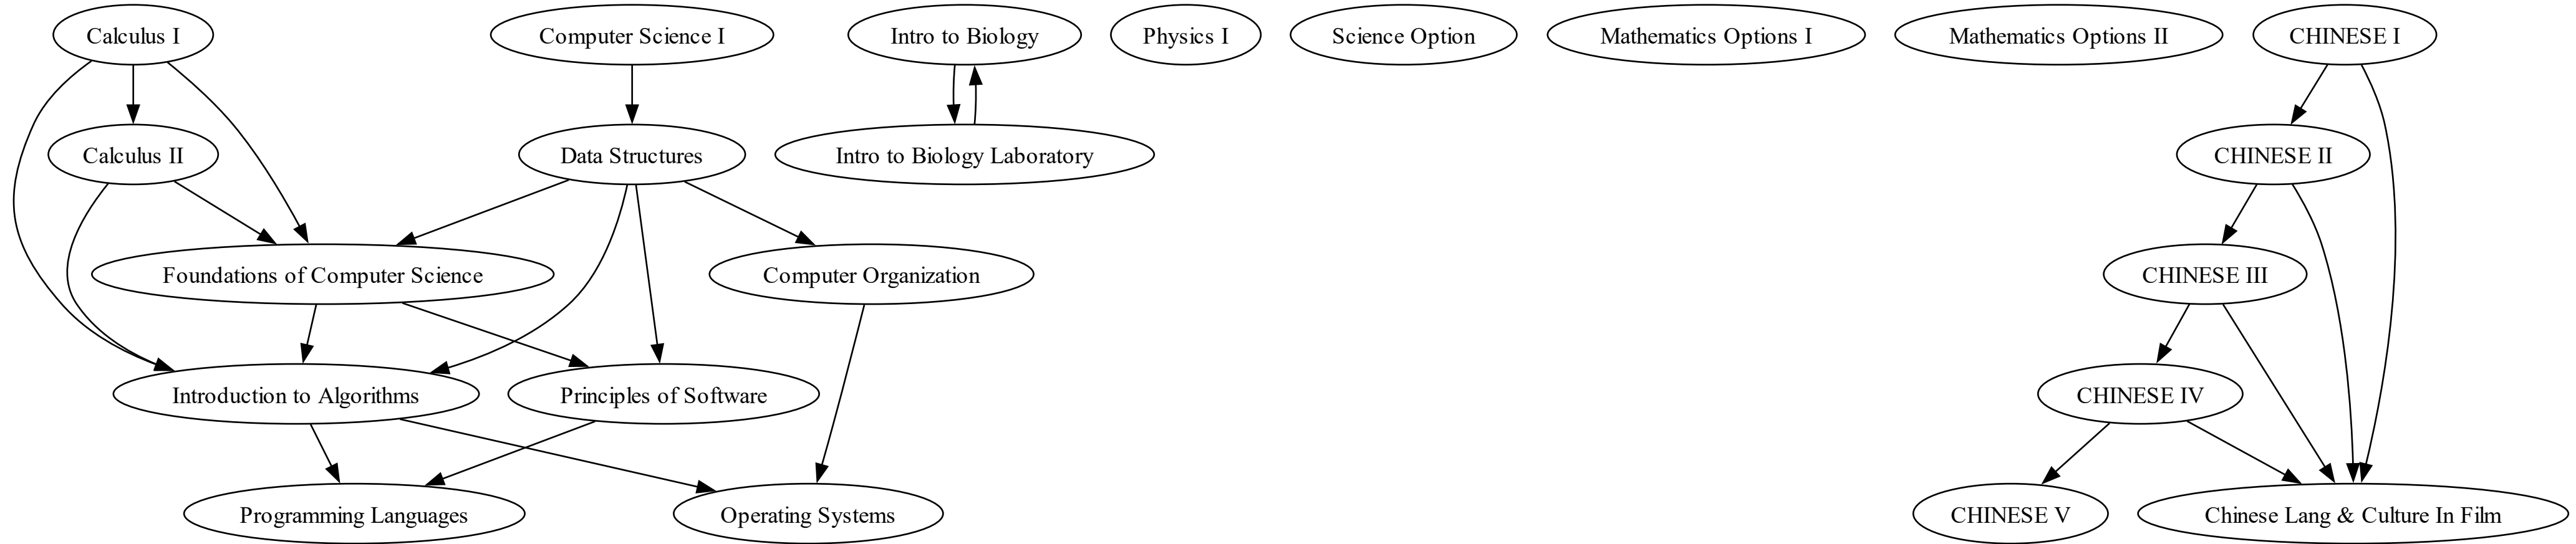 Calculus I
Computer Science I
Intro to Biology
Physics I
Science Option
Mathematics Options I
Mathematics Options II
CHINESE I
Calculus II
Data Structures
Intro to Biology Laboratory
CHINESE II
Foundations of Computer Science
Computer Organization
CHINESE III
Introduction to Algorithms
Principles of Software
CHINESE IV
Programming Languages
Operating Systems
CHINESE V
Chinese Lang & Culture In Film